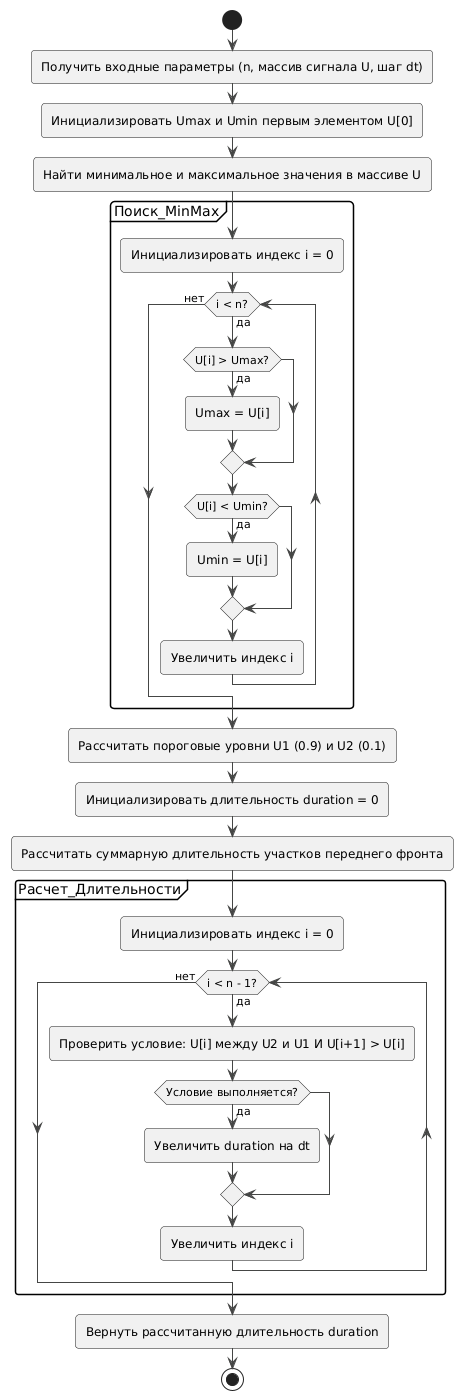 Получить входные параметры (n, массив сигнала U, шаг dt)
Инициализировать Umax и Umin первым элементом U[0]
Найти минимальное и максимальное значения в массиве U
Поиск_MinMax
Инициализировать индекс i = 0
нет
i < n?
да
U[i] > Umax?
да
Umax = U[i]
U[i] < Umin?
да
Umin = U[i]
Увеличить индекс i
Рассчитать пороговые уровни U1 (0.9) и U2 (0.1)
Инициализировать длительность duration = 0
Рассчитать суммарную длительность участков переднего фронта
Расчет_Длительности
Инициализировать индекс i = 0
нет
i < n - 1?
да
Проверить условие: U[i] между U2 и U1 И U[i+1] > U[i]
Условие выполняется?
да
Увеличить duration на dt
Увеличить индекс i
Вернуть рассчитанную длительность duration